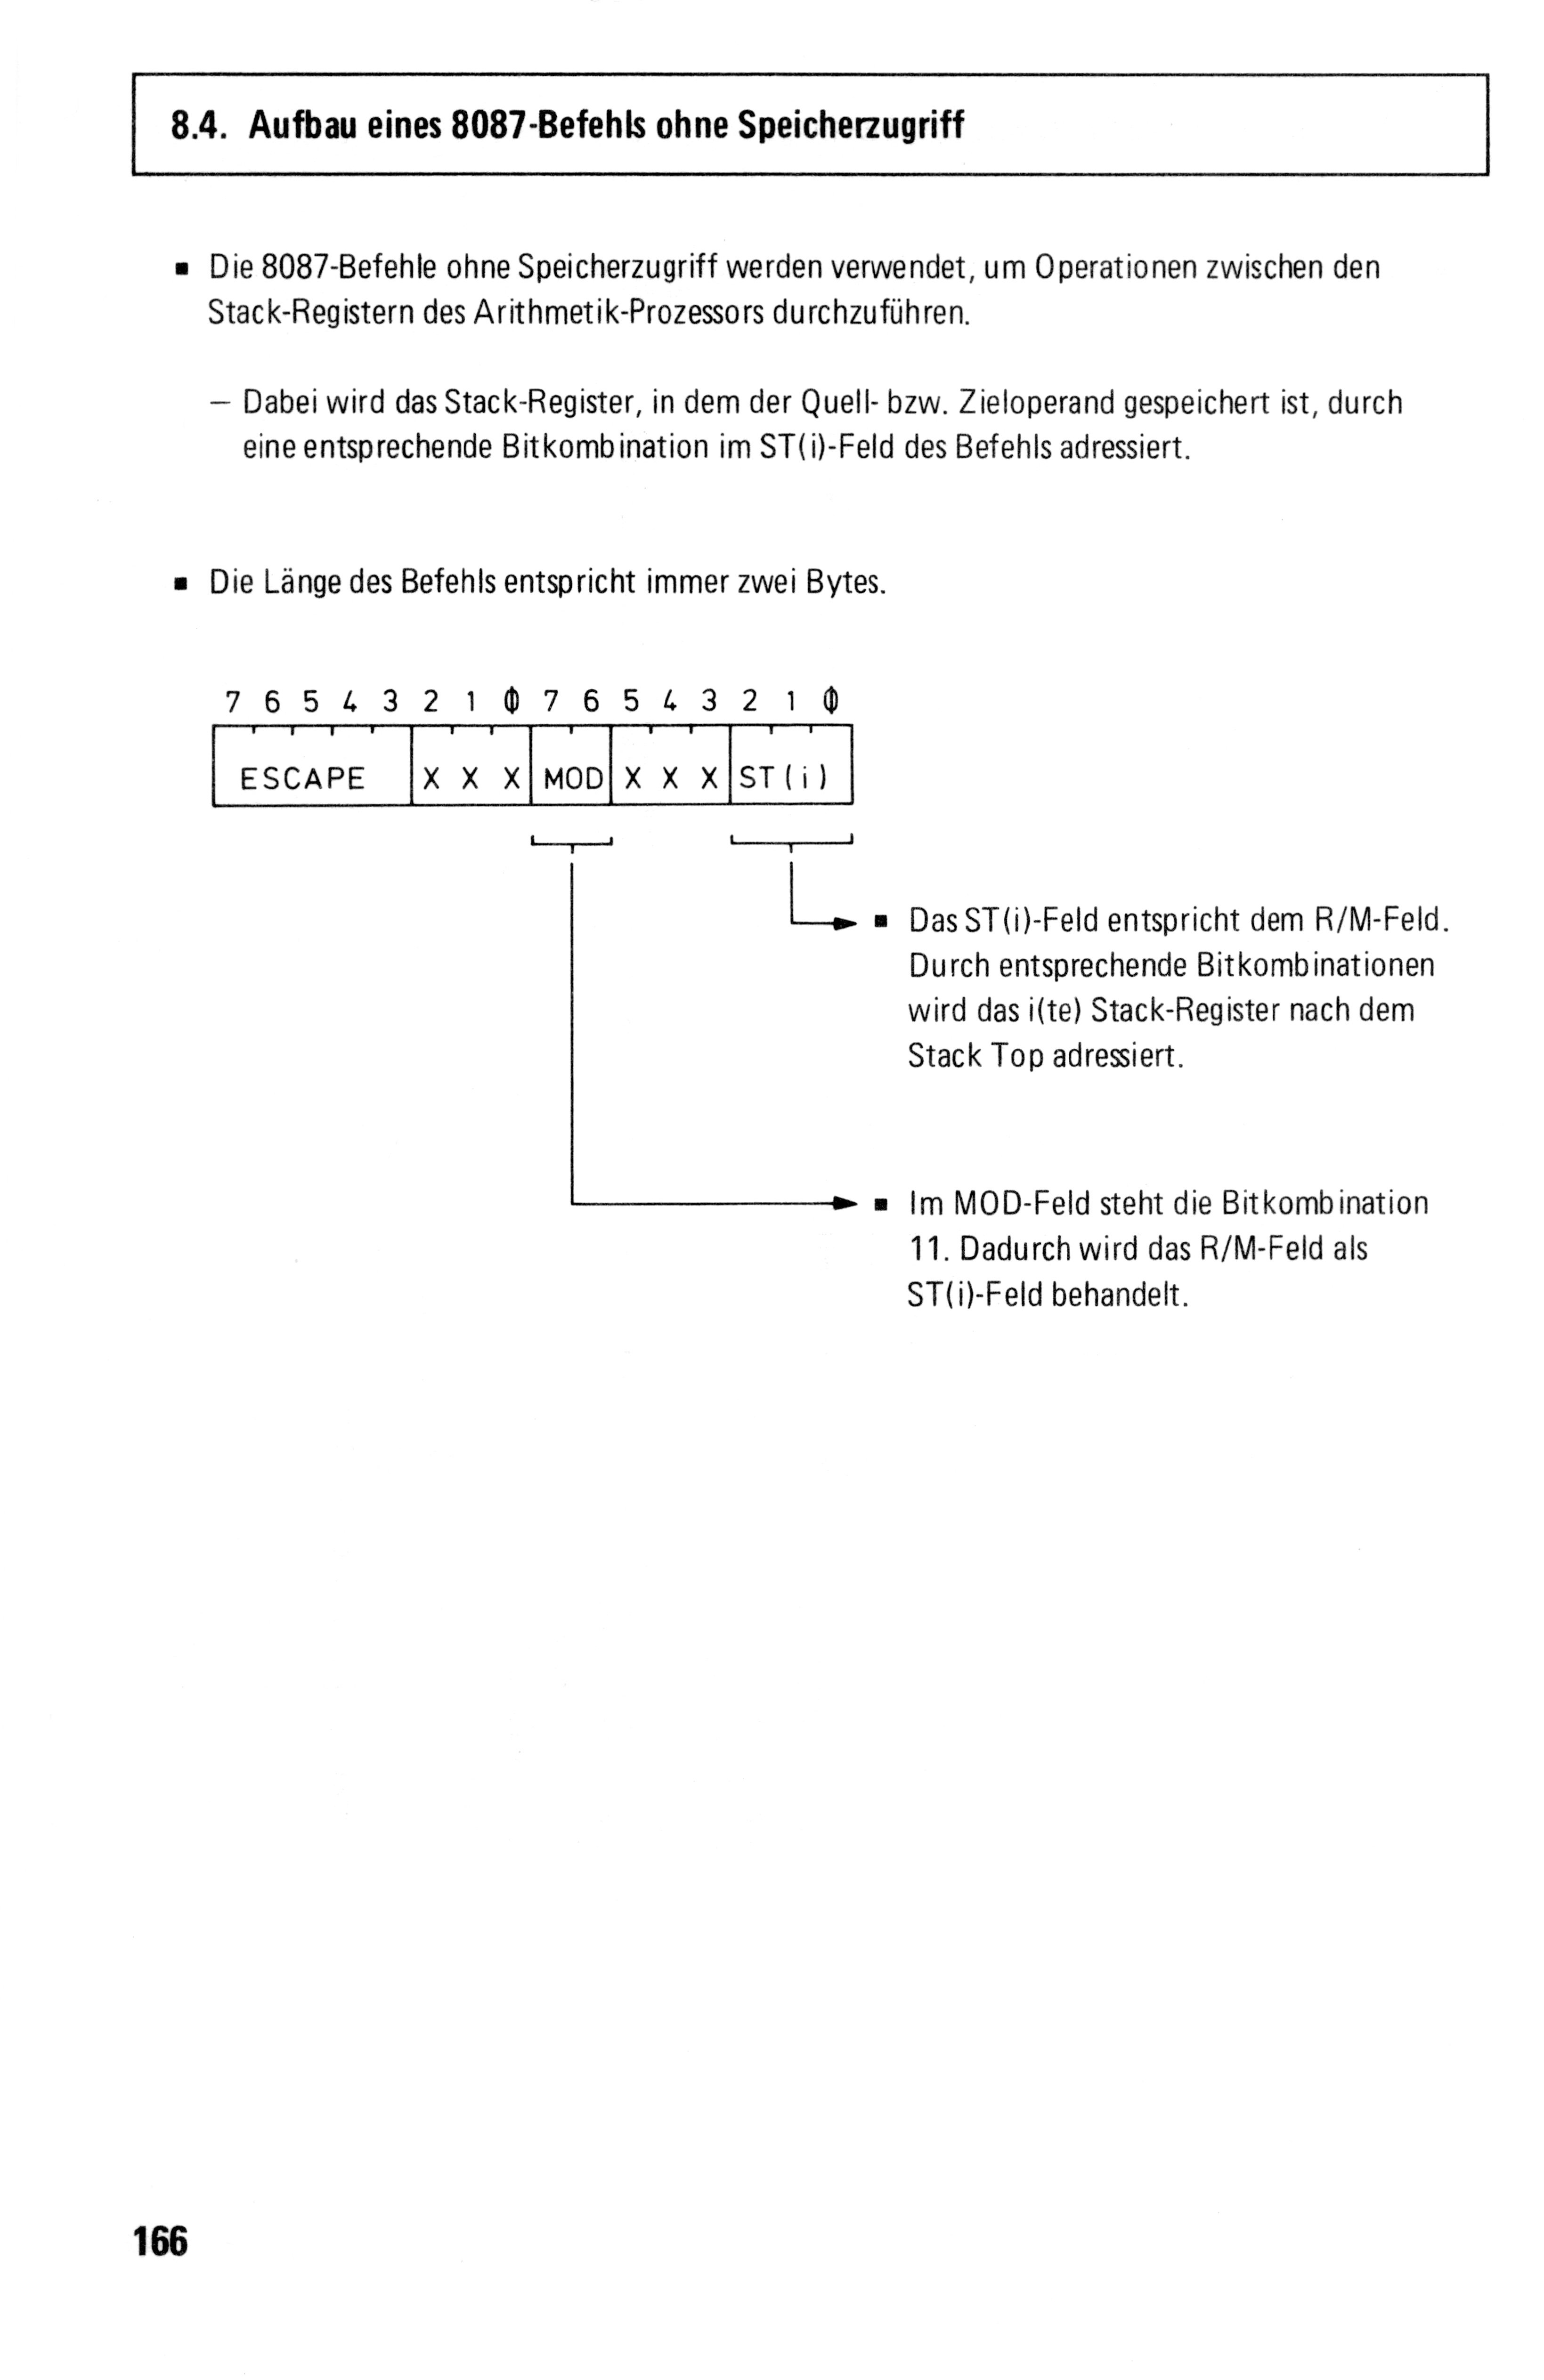 8.4. Aufbau eines 8087-Befehls ohne Speicherzugriff
▪ Die 8087-Befehle ohne Speicherzugriff werden verwendet, um Operationen zwischen den
Stack-Registern des Arithmetik-Prozessors durchzuführen.
– Dabei wird das Stack-Register, in dem der Quell- bzw. Zieloperand gespeichert ist, durch
eine entsprechende Bitkombination im ST(i)-Feld des Befehls adressiert.
▪ Die Länge des Befehls entspricht immer zwei Bytes.
7 6 5 4 3 2 1 0 7 6 5 4 3 2 1 0
ESCAPE X X X MOD X X X ST(i)
▪ Das ST(i)-Feld entspricht dem R/M-Feld.
Durch entsprechende Bitkombinationen
wird das i(te) Stack-Register nach dem
Stack Top adressiert.
▪ Im MOD-Feld steht die Bitkombination
11. Dadurch wird das R/M-Feld als
ST(i)-Feld behandelt.
166